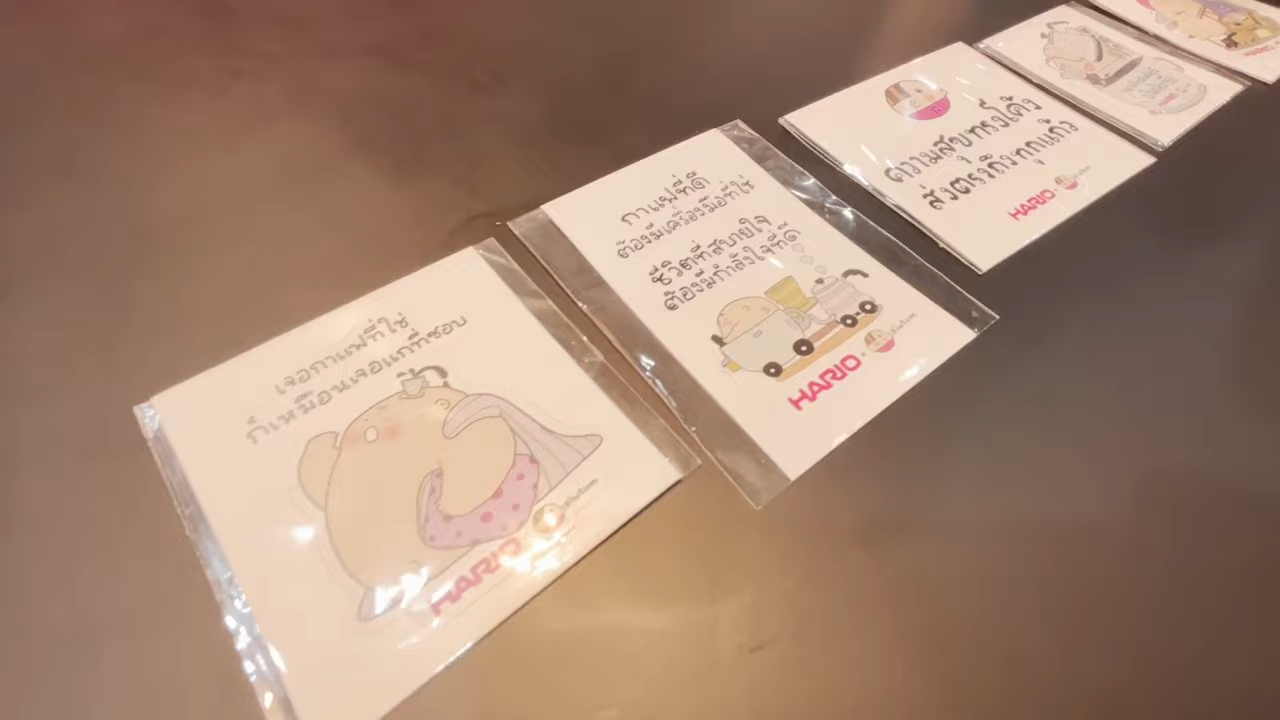 เจอกาแฟที่ใช่
ก็เหมือนเจอแกที่ชอบ
HARIO
กาแฟที่ดี
ต้องมีเครื่องมือที่ใช่
ชีวิตที่สบายใจ
ต้องมีกำลังใจที่ดี
HARIO
ความสุขทรงโค้ง
ส่งตรงถึงทุกแก้ว
HARIO
HARIO